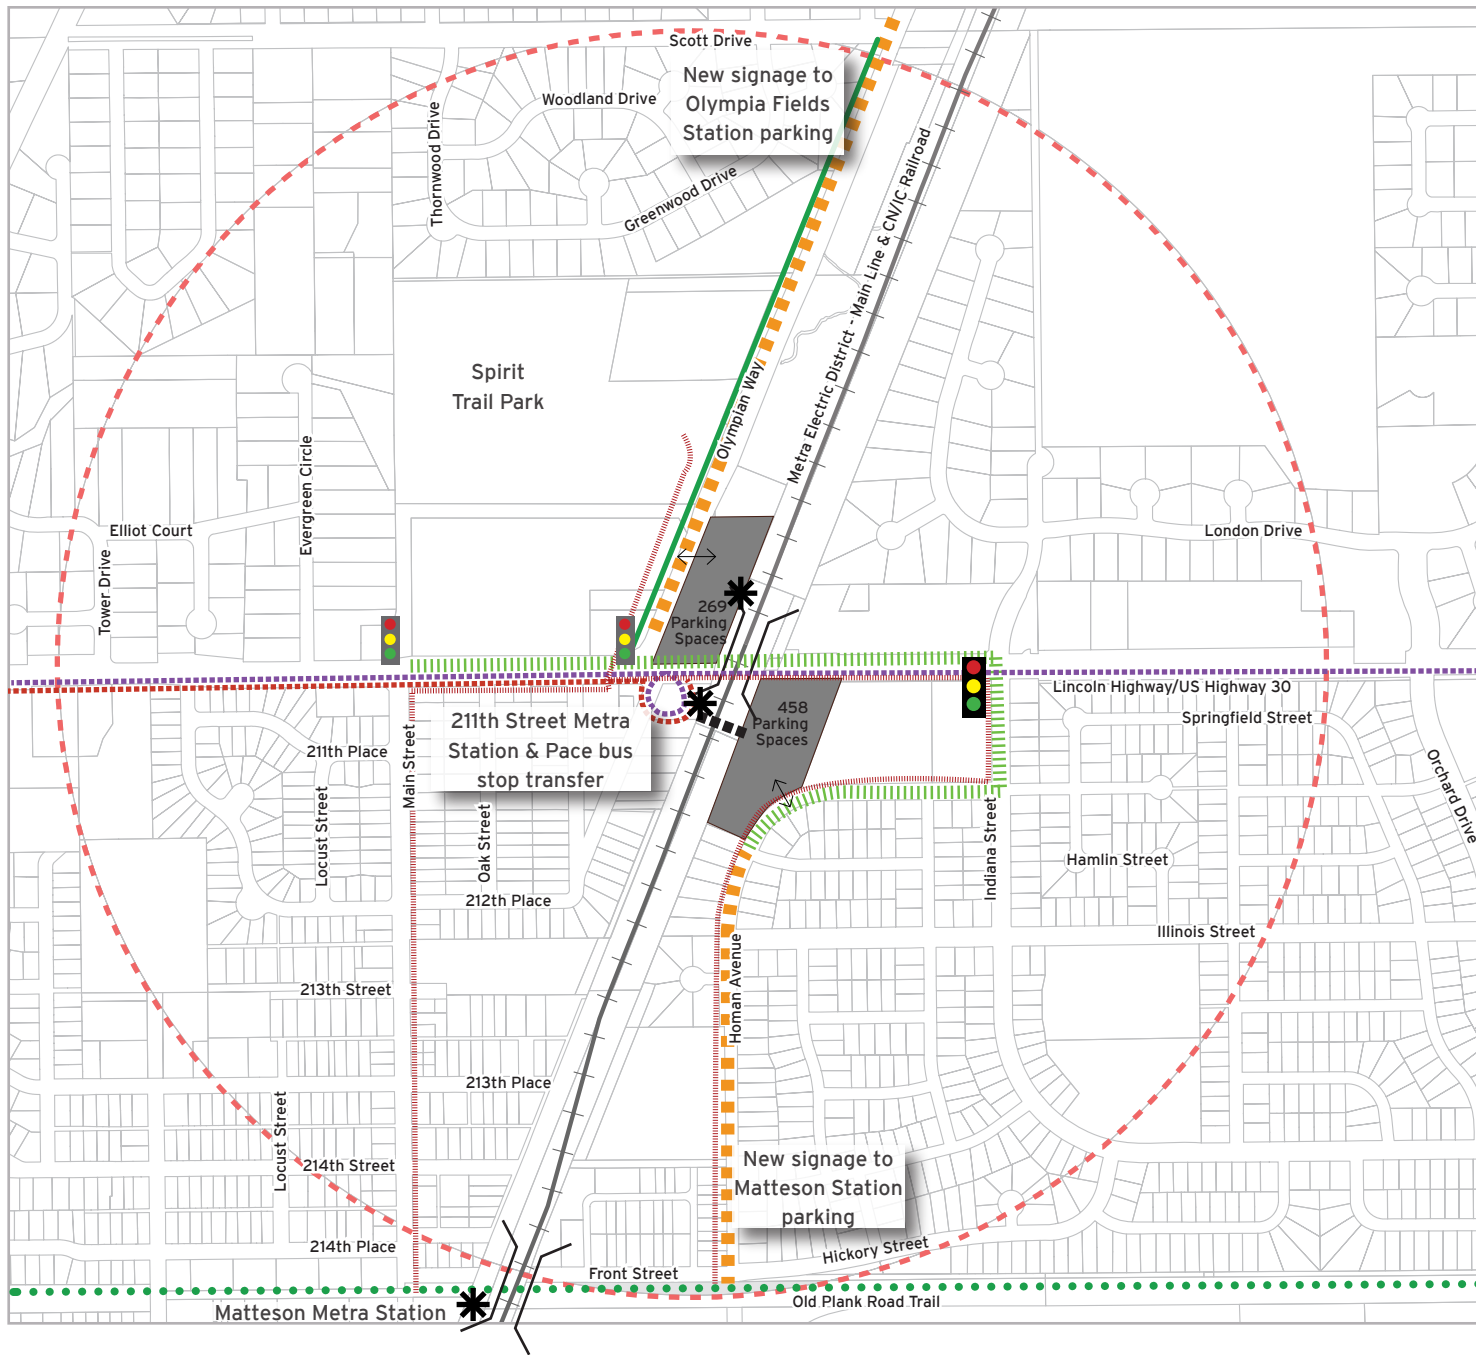 Scott Drive
New signage to
Olympia Fields
Station parking
Woodland Drive
Thornwood Drive
Greenwood Drive
Metra Electric District - Main Line & CN/IC Railroad
Spirit
Trail Park
Olympian Way
Evergreen Circle
Elliot Court
London Drive
Tower Drive
269
Parking
Spaces
Lincoln Highway/US Highway 30
Springfield Street
458
Parking
Spaces
211th Street Metra
Station & Pace bus
stop transfer
211th Place
Main Street
Orchard Drive
Locust Street
Oak Street
Indiana Street
Hamlin Street
212th Place
Illinois Street
213th Street
Homan Avenue
213th Place
Locust Street
214th Street
New signage to
Matteson Station
parking
214th Place
Hickory Street
Front Street
Old Plank Road Trail
Matteson Metra Station